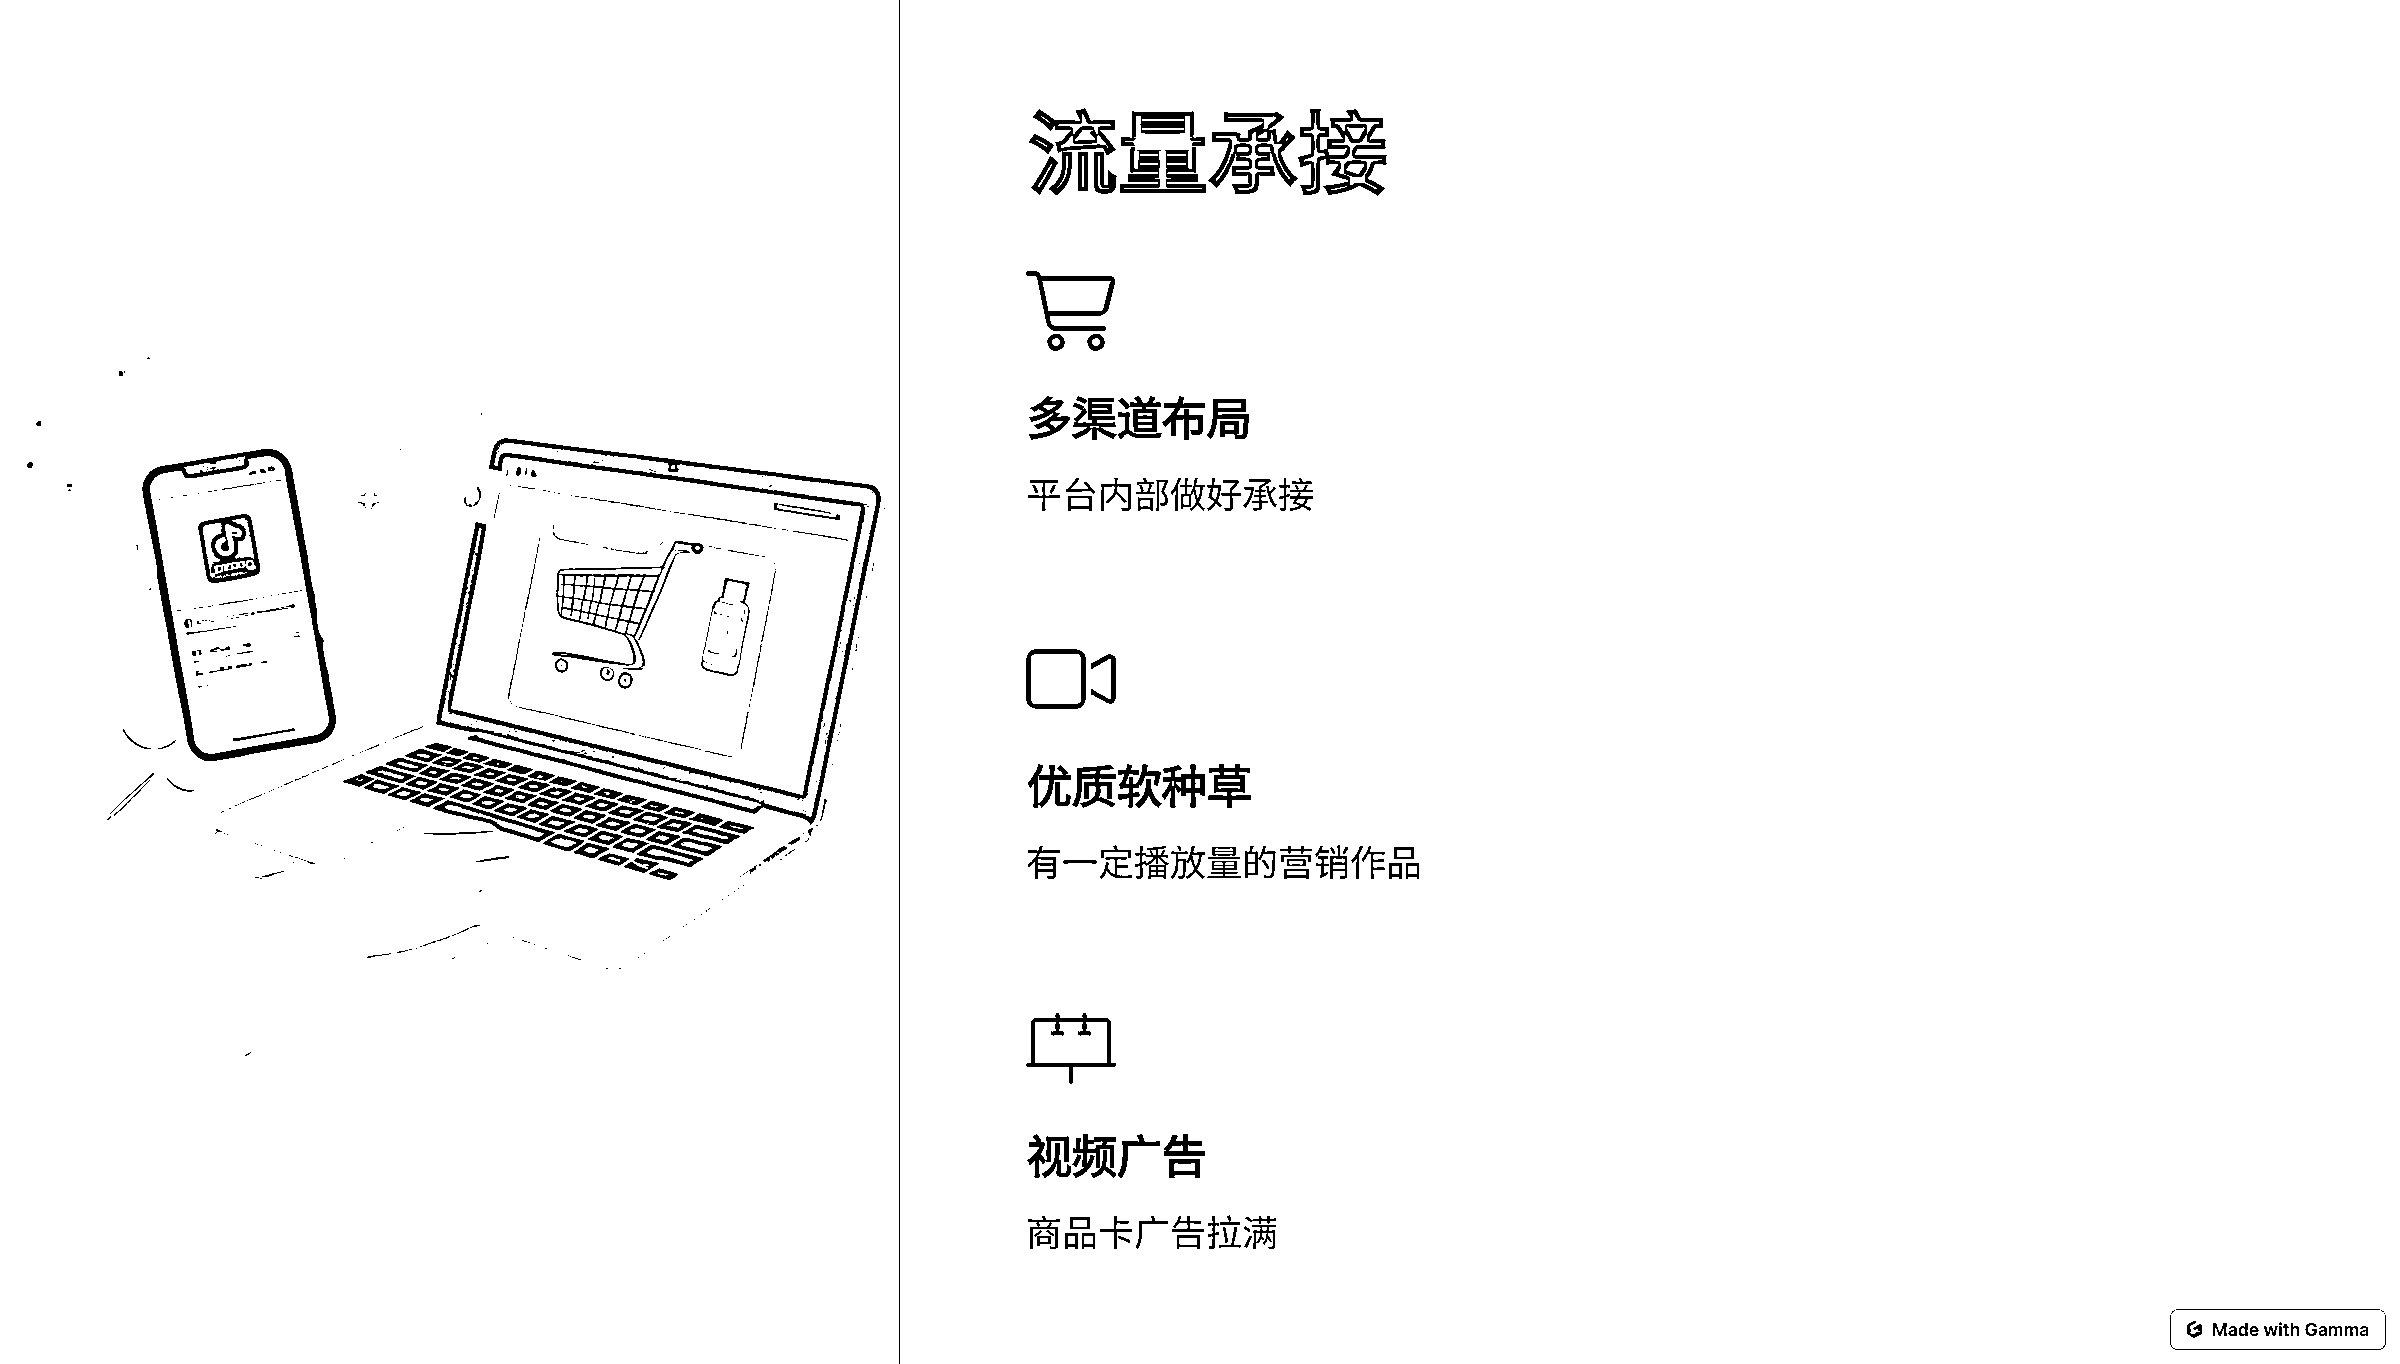 流量承接
多渠道布局
平台内部做好承接
优质软种草
有一定播放量的营销作品
视频广告
商品卡广告拉满
Made with Gamma